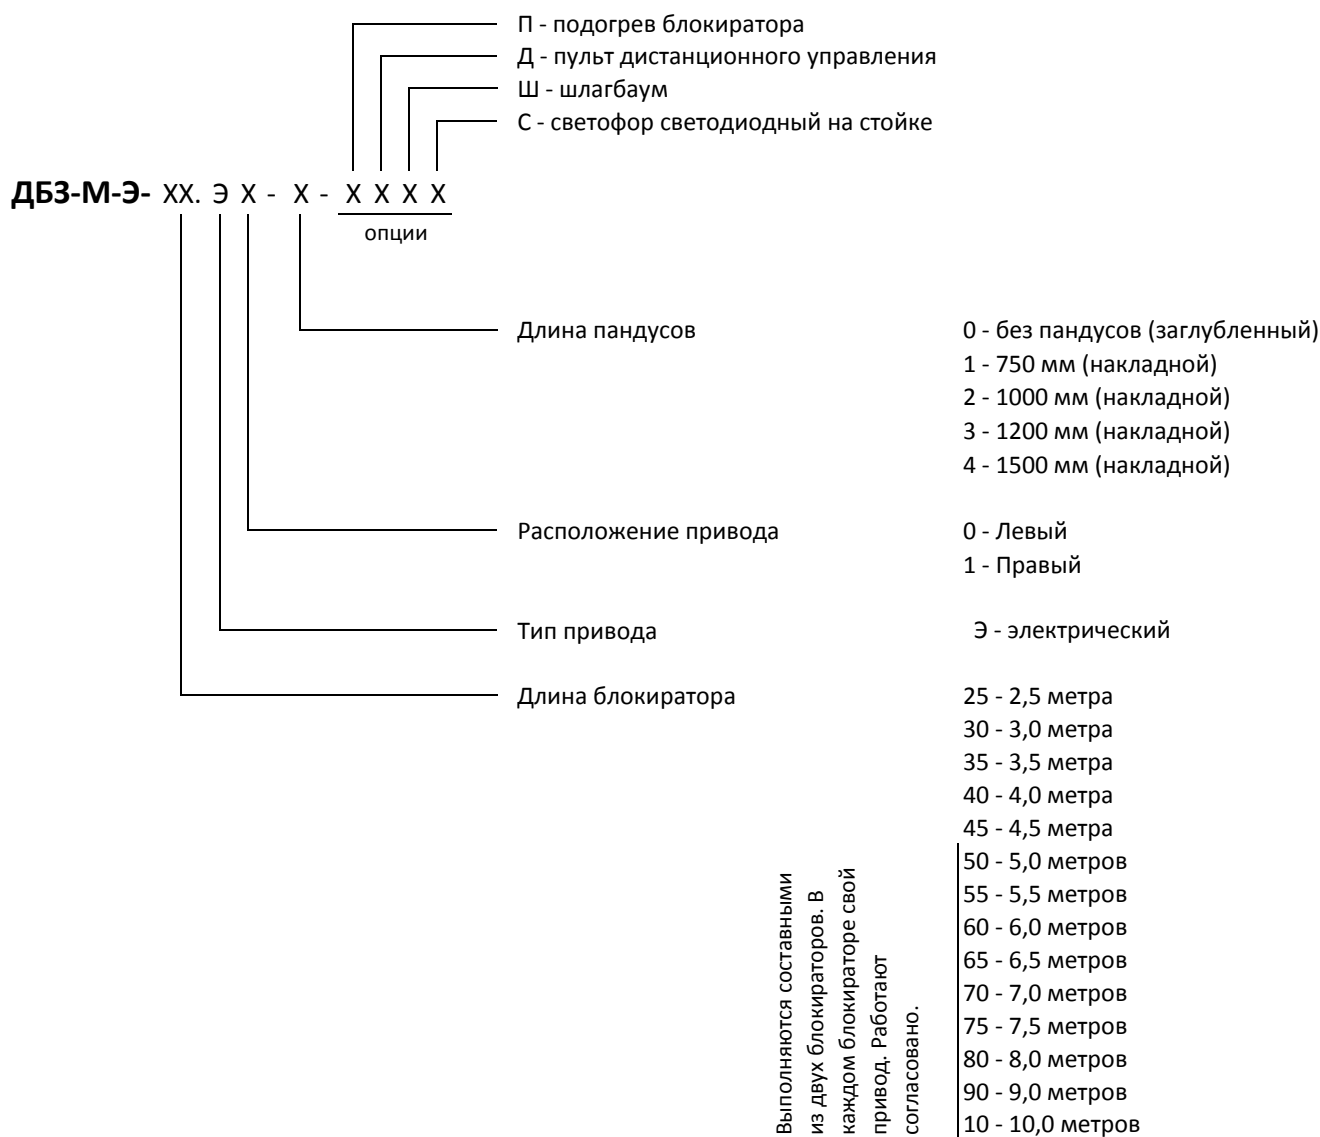 П - подогрев блокиратора
Д - пульт дистанционного управления
Ш - шлагбаум
С - светофор светодиодный на стойке
ДБЗ-М-Э- ХХ. Э Х - Х - Х Х Х Х
опции
Длина пандусов
0 - без пандусов (заглубленный)
1 - 750 мм (накладной)
2 - 1000 мм (накладной)
3 - 1200 мм (накладной)
4 - 1500 мм (накладной)
Расположение привода
0 - Левый
1 - Правый
Тип привода
Э - электрический
Длина блокиратора
25 - 2,5 метра
30 - 3,0 метра
35 - 3,5 метра
40 - 4,0 метра
45 - 4,5 метра
50 - 5,0 метров
55 - 5,5 метров
60 - 6,0 метров
65 - 6,5 метров
70 - 7,0 метров
75 - 7,5 метров
80 - 8,0 метров
90 - 9,0 метров
10 - 10,0 метров
Выполняются составными
из двух блокираторов. В
каждом блокираторе свой
привод. Работают
согласовано.